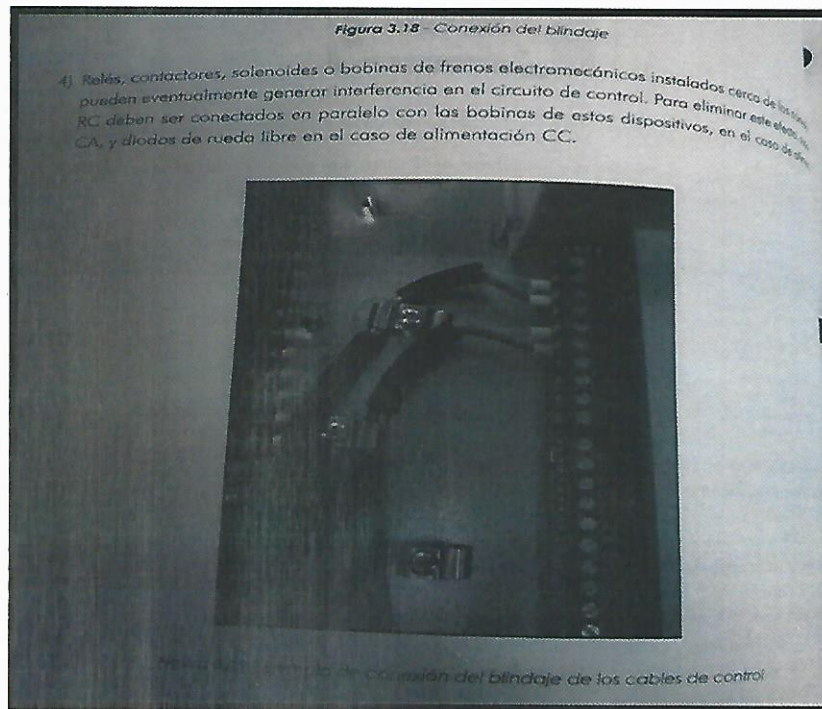 Figura 3.18 - Conexión del blindaje
4) Relés, contactores, solenoides o bobinas de frenos electromecánicos instalados cerca de los
pueden eventualmente generar interferencia en el circuito de control. Para eliminar este efecto
RC deben ser conectados en paralelo con las bobinas de estos dispositivos, en el caso de
CA, y diodos de rueda libre en el caso de alimentación CC.
de conexión del blindaje de los cables de control